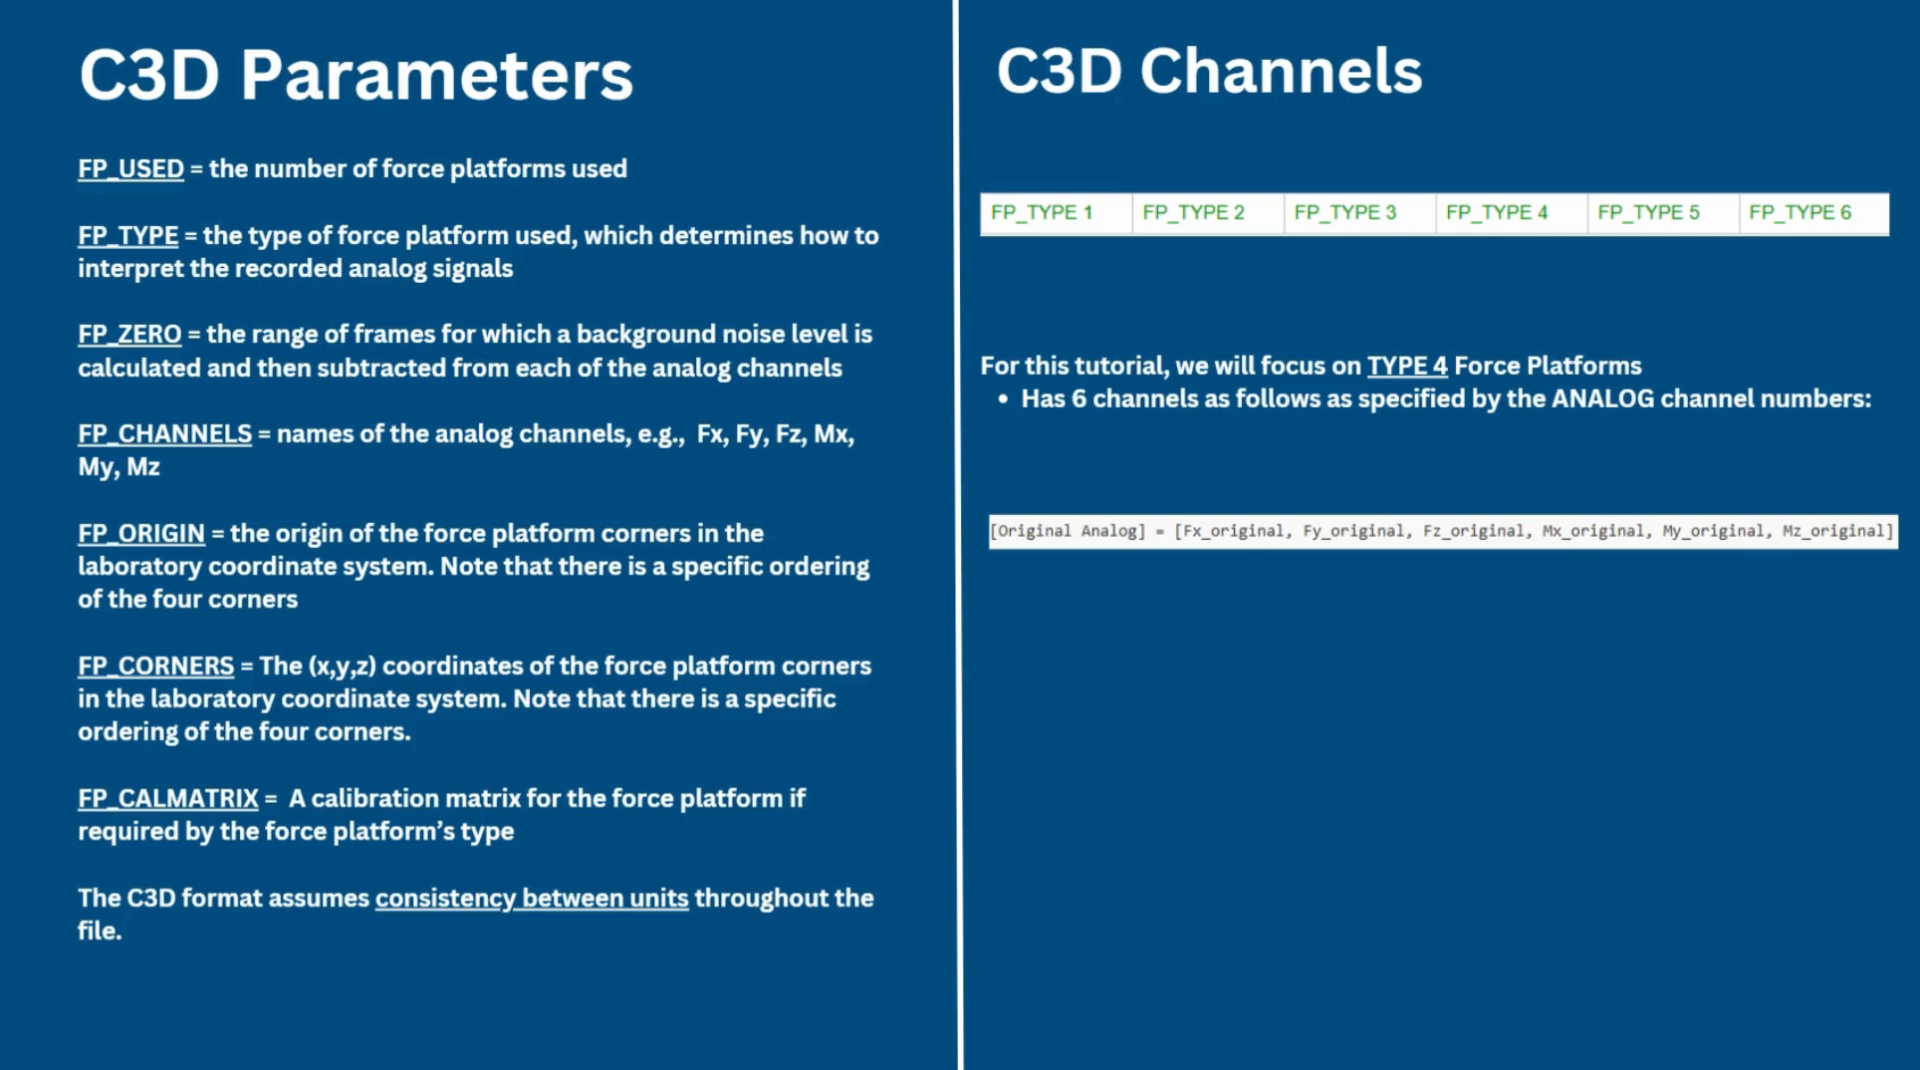 C3D Parameters
FP_USED = the number of force platforms used
FP_TYPE = the type of force platform used, which determines how to
interpret the recorded analog signals
FP_ZERO = the range of frames for which a background noise level is
calculated and then subtracted from each of the analog channels
FP_CHANNELS = names of the analog channels, e.g., Fx, Fy, Fz, Mx,
My, Mz
FP_ORIGIN = the origin of the force platform corners in the
laboratory coordinate system. Note that there is a specific ordering
of the four corners
FP_CORNERS = The (x,y,z) coordinates of the force platform corners
in the laboratory coordinate system. Note that there is a specific
ordering of the four corners.
FP_CALMATRIX = A calibration matrix for the force platform if
required by the force platform’s type
The C3D format assumes consistency between units throughout the
file.
C3D Channels
FP_TYPE 1 FP_TYPE 2 FP_TYPE 3 FP_TYPE 4 FP_TYPE 5 FP_TYPE 6
For this tutorial, we will focus on TYPE 4 Force Platforms
• Has 6 channels as follows as specified by the ANALOG channel numbers:
[Original Analog] = [Fx_original, Fy_original, Fz_original, Mx_original, My_original, Mz_original]